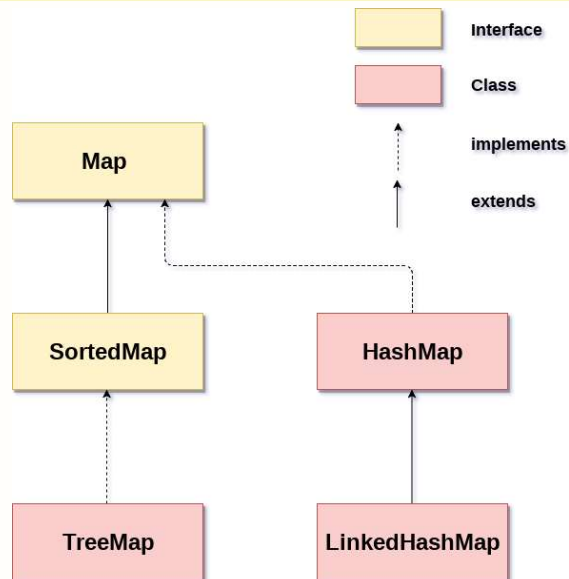 Interface
Class
implements
extends
Map
SortedMap
HashMap
TreeMap
LinkedHashMap